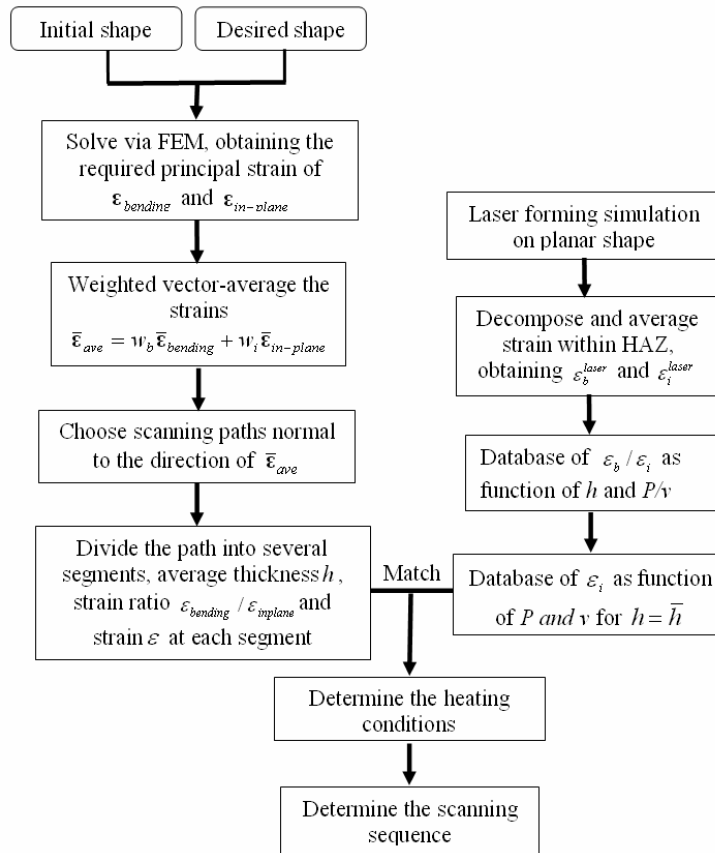 Initial shape
Desired shape
Solve via FEM, obtaining the
required principal strain of
ε_bending and ε_in-plane
Weighted vector-average the
strains
ε̄_ave = w_b ε̄_bending + w_i ε̄_in-plane
Choose scanning paths normal
to the direction of ε̄_ave
Divide the path into several
segments, average thickness h,
strain ratio ε_bending / ε_inplane and
strain ε at each segment
Laser forming simulation
on planar shape
Decompose and average
strain within HAZ,
obtaining ε_b^laser and ε_i^laser
Database of ε_b / ε_i as
function of h and P/v
Database of ε_i as function
of P and v for h = h̄
Match
Determine the heating
conditions
Determine the scanning
sequence